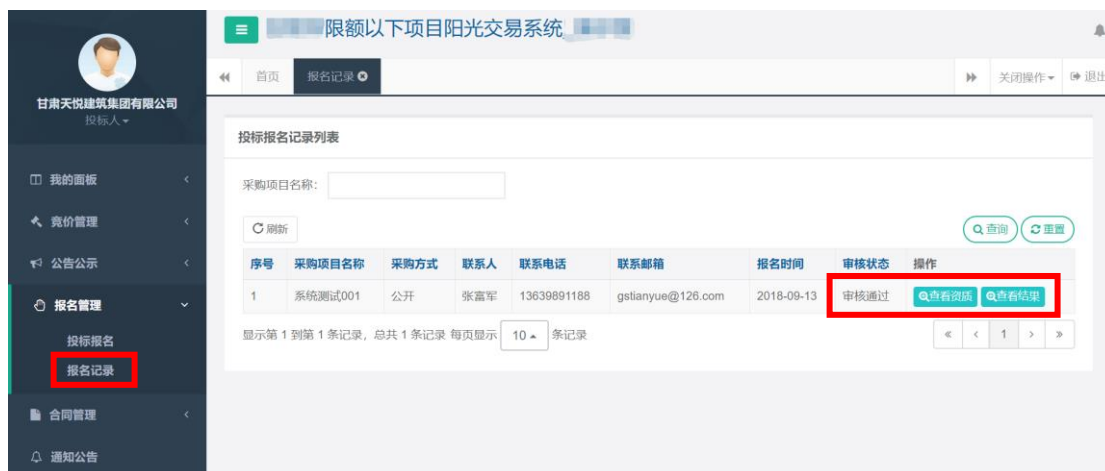 限额以下项目阳光交易系统
首页 报名记录 关闭操作 退出
甘肃天悦建筑集团有限公司
投标人
投标报名记录列表
我的面板
采购项目名称：
竞价管理
刷新 查询 重置
公告公示
序号 采购项目名称 采购方式 联系人 联系电话 联系邮箱 报名时间 审核状态 操作
1 系统测试001 公开 张富军 13639891188 gstianyue@126.com 2018-09-13 审核通过 查看资质 查看结果
报名管理
显示第 1 到第 1 条记录，总共 1 条记录 每页显示 10 条记录 « ‹ 1 › »
投标报名
报名记录
合同管理
通知公告